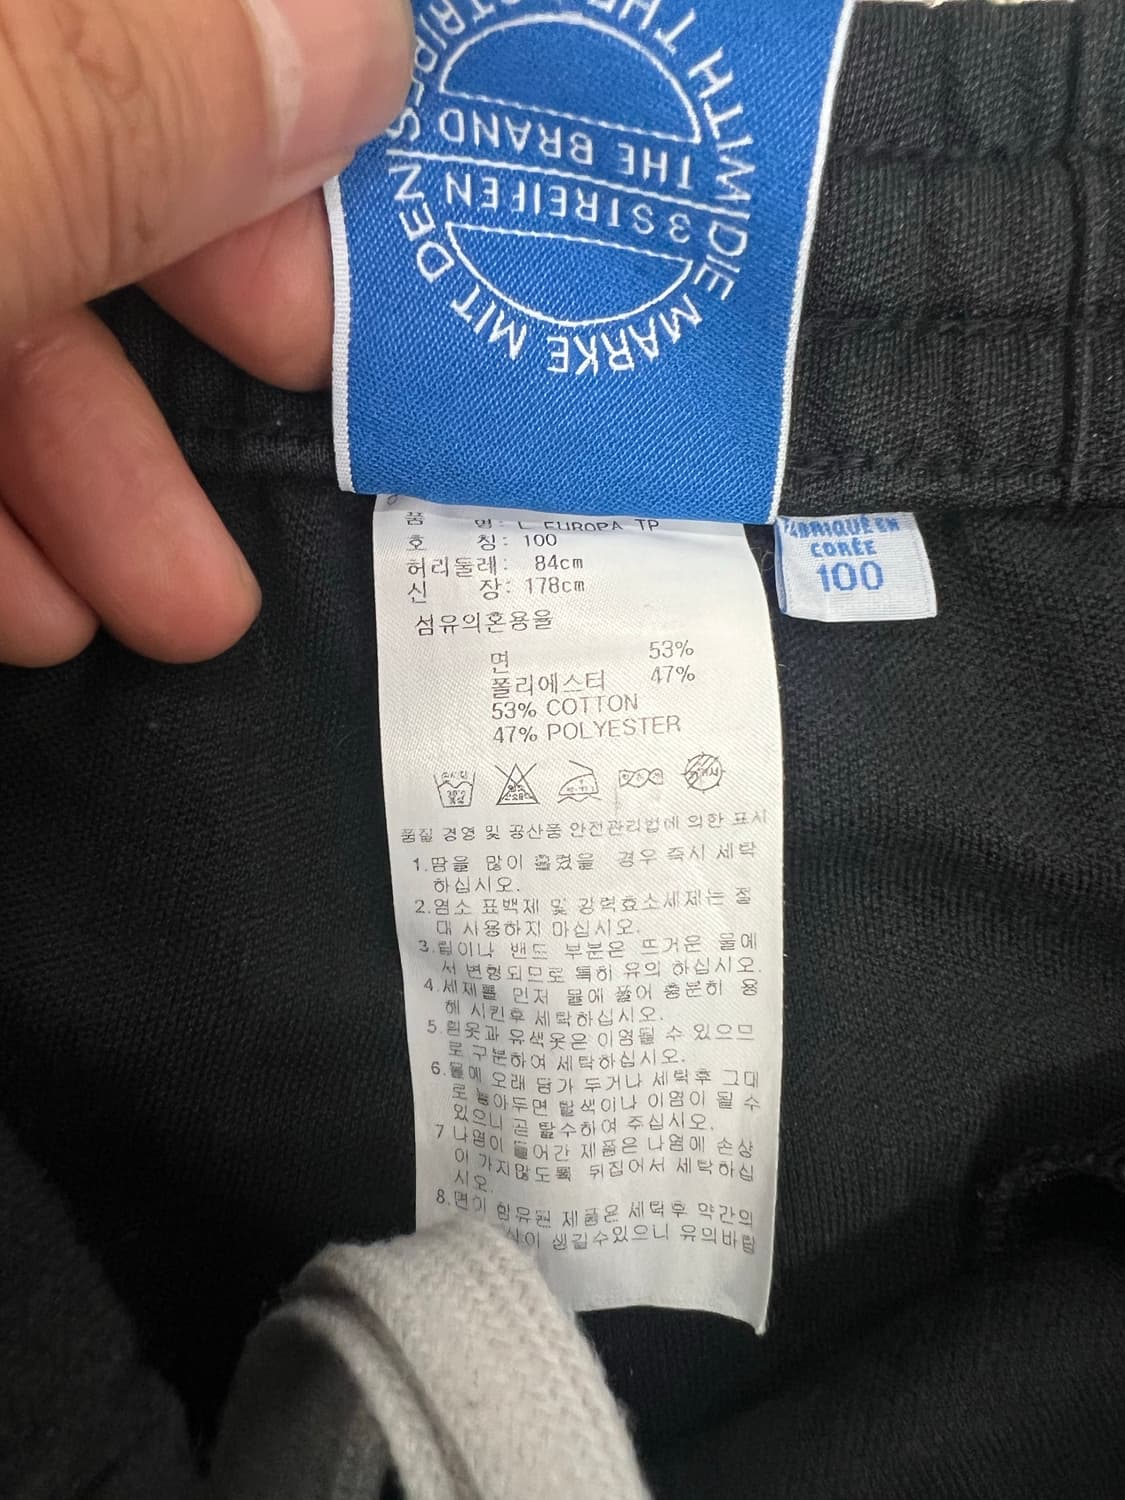 THE BRAND WITH THE
3 STREIFEN
DIE MARKE MIT DEN
FABRIQUÉ EN
CORÉE
100
품 형: L EUROPA TP
호 칭: 100
허리둘레: 84cm
신 장: 178cm
섬유의혼용율
면 53%
폴리에스터 47%
53% COTTON
47% POLYESTER
품질 경영 및 공산품 안전관리법에 의한 표시
1.땀을 많이 흘렸을 경우 즉시 세탁
하십시오.
2.염소 표백제 및 강력효소세제는 절
대 사용하지 마십시오.
3.립이나 밴드 부분은 뜨거운 물에
서 변형되므로 특히 유의 하십시오.
4.세제를 먼저 물에 풀어 충분히 용
해 시킨후 세탁하십시오.
5.흰옷과 유색옷은 이염될 수 있으므
로 구분하여 세탁하십시오.
6.물에 오래 담가 두거나 세탁후 그대
로 놓아두면 탈색이나 이염이 될 수
있으니 곧 탈수하여 주십시오.
7 나염이 들어간 제품은 나염에 손상
이 가지않도록 뒤집어서 세탁하십
시오.
8.면이 함유된 제품은 세탁후 약간의
생길수있으니 유의바람